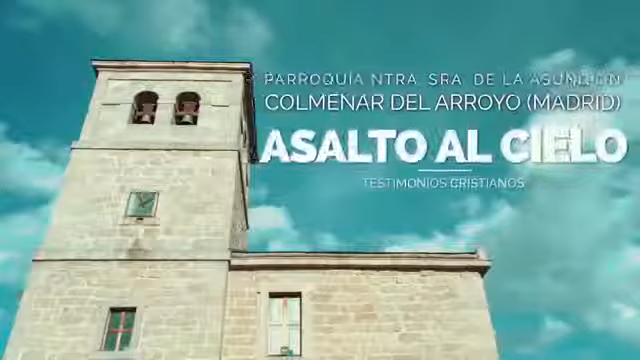 PARROQUIA NTRA. SRA. DE LA ASUNCIÓN
COLMENAR DEL ARROYO (MADRID)
ASALTO AL CIELO
TESTIMONIOS CRISTIANOS